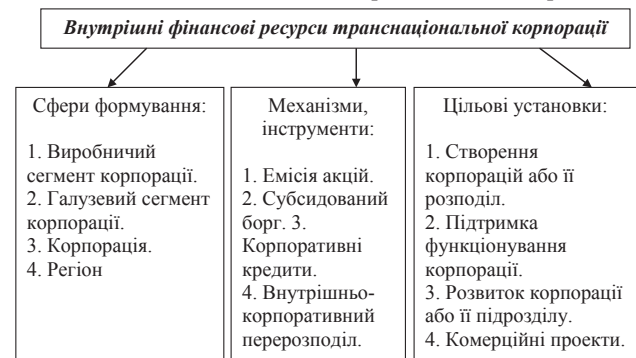 Внутрішні фінансові ресурси транснаціональної корпорації
Сфери формування:
1. Виробничий
сегмент корпорації.
2. Галузевий сегмент
корпорації.
3. Корпорація.
4. Регіон
Механізми,
інструменти:
1. Емісія акцій.
2. Субсидований
борг. 3.
Корпоративні
кредити.
4. Внутрішньо-
корпоративний
перерозподіл.
Цільові установки:
1. Створення
корпорацій або її
розподіл.
2. Підтримка
функціонування
корпорації.
3. Розвиток корпорації
або її підрозділу.
4. Комерційні проекти.